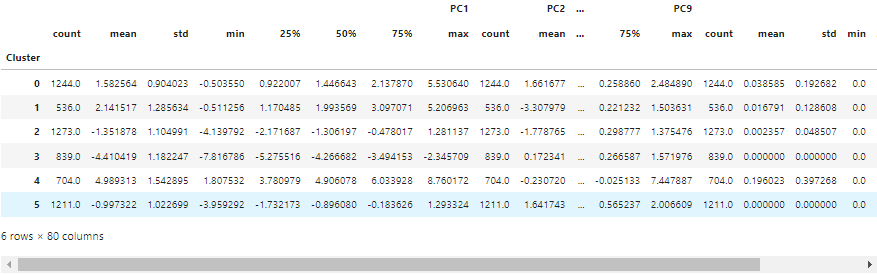 PC1 PC2 ... PC9
count mean std min 25% 50% 75% max count mean ... 75% max count mean std min
Cluster
0 1244.0 1.582564 0.904023 -0.503550 0.922007 1.446643 2.137870 5.530640 1244.0 1.661677 ... 0.258860 2.484890 1244.0 0.038585 0.192682 0.0
1 536.0 2.141517 1.285634 -0.511256 1.170485 1.993569 3.097071 5.206963 536.0 -3.307979 ... 0.221232 1.503631 536.0 0.016791 0.128608 0.0
2 1273.0 -1.351878 1.104991 -4.139792 -2.171687 -1.306197 -0.478017 1.281137 1273.0 -1.778765 ... 0.298777 1.375476 1273.0 0.002357 0.048507 0.0
3 839.0 -4.410419 1.182247 -7.816786 -5.275516 -4.266682 -3.494153 -2.345709 839.0 0.172341 ... 0.266587 1.571976 839.0 0.000000 0.000000 0.0
4 704.0 4.989313 1.542895 1.807532 3.780979 4.906078 6.033928 8.760172 704.0 -0.230720 ... -0.025133 7.447887 704.0 0.196023 0.397268 0.0
5 1211.0 -0.997322 1.022699 -3.959292 -1.732173 -0.896080 -0.183626 1.293324 1211.0 1.641743 ... 0.565237 2.006609 1211.0 0.000000 0.000000 0.0
6 rows × 80 columns